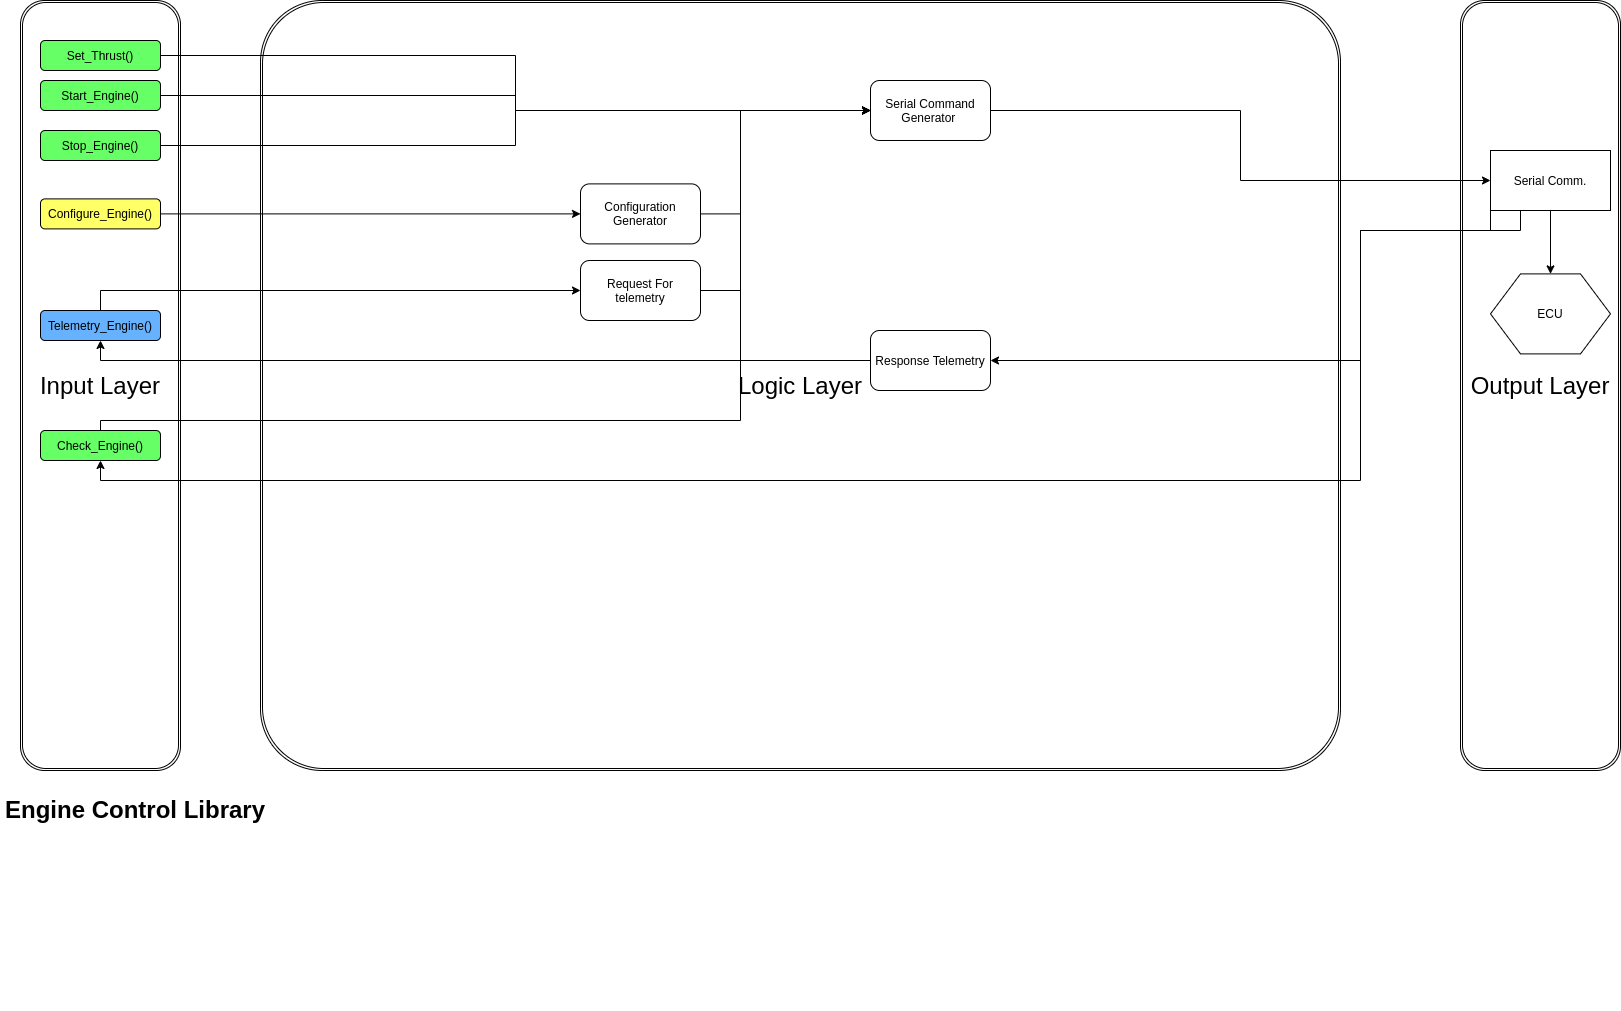 Set_Thrust()
Start_Engine()
Stop_Engine()
Configure_Engine()
Telemetry_Engine()
Input Layer
Check_Engine()
Serial Command
Generator
Configuration
Generator
Request For
telemetry
Response Telemetry
Logic Layer
Serial Comm.
ECU
Output Layer
Engine Control Library